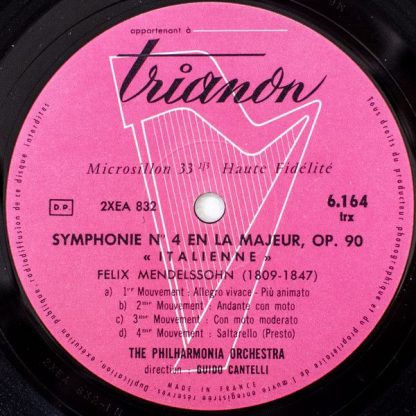 appartenant à
trianon
Microsillon 33 1/3 Haute Fidélité
D.P
2XEA 832
6.164
trx
SYMPHONIE N° 4 EN LA MAJEUR, OP. 90
« ITALIENNE »
FELIX MENDELSSOHN (1809-1847)
a) 1er Mouvement : Allegro vivace - Più animato
b) 2me Mouvement : Andante con moto
c) 3me Mouvement : Con moto moderato
d) 4me Mouvement : Saltarello (Presto)
THE PHILHARMONIA ORCHESTRA
direction GUIDO CANTELLI
MADE IN FRANCE
Tous droits du producteur phonographique et du propriétaire de l'œuvre enregistrée réservés. Duplication, exécution publique, radiodiffusion de ce disque interdites